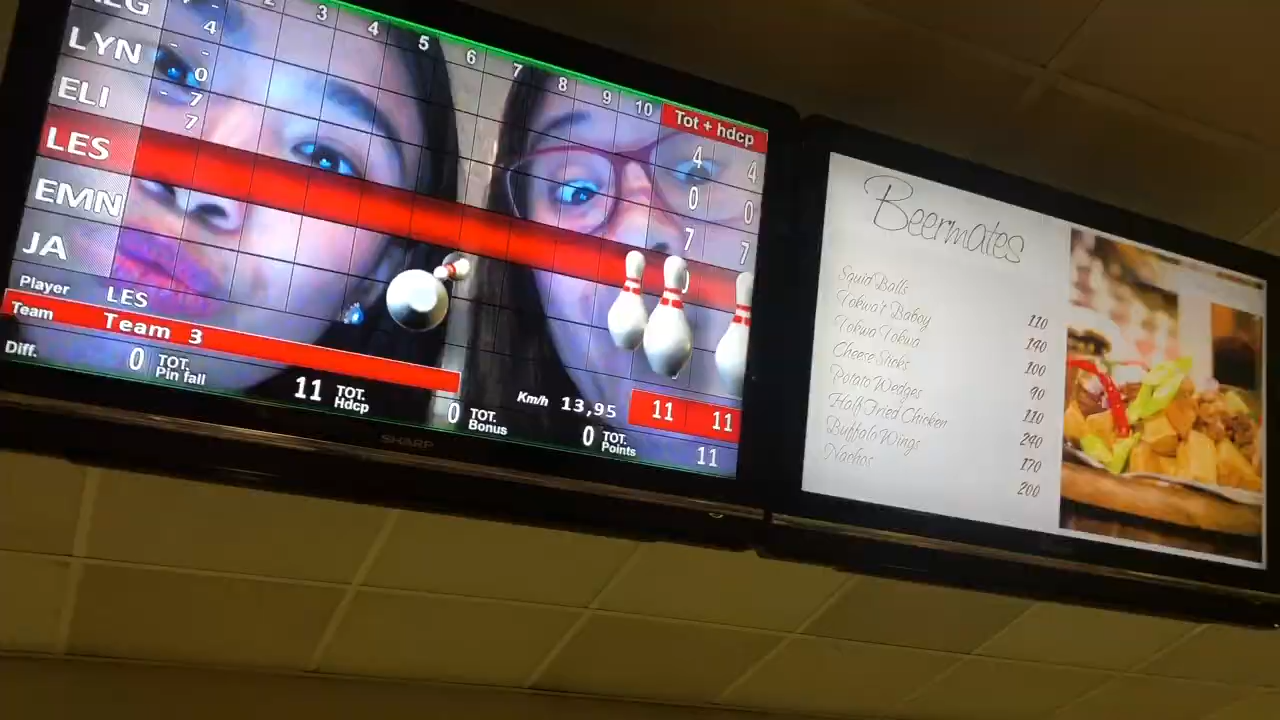 2 3 4 5 6 7 8 9 10 Tot + hdcp
4 4 4
LYN - - 0 0 0
ELI - 7 7 7 7
LES
EMN
JA
Player LES
Team Team 3
Diff. 0 TOT. Pin fall 11 TOT. Hdcp 0 TOT. Bonus 0 TOT. Points 11
Km/h 13,95 11 11
SHARP
Beermates
Squid Balls 110
Tokwa't Baboy 140
Tokwa Tokwa 100
Cheese Sticks 90
Potato Wedges 110
Half Fried Chicken 240
Buffalo Wings 170
Nachos 200